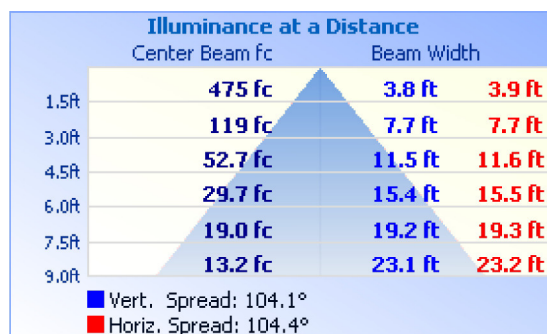 Illuminance at a Distance
Center Beam fc Beam Width
1.5ft 475 fc 3.8 ft 3.9 ft
3.0ft 119 fc 7.7 ft 7.7 ft
4.5ft 52.7 fc 11.5 ft 11.6 ft
6.0ft 29.7 fc 15.4 ft 15.5 ft
7.5ft 19.0 fc 19.2 ft 19.3 ft
9.0ft 13.2 fc 23.1 ft 23.2 ft
Vert. Spread: 104.1°
Horiz. Spread: 104.4°